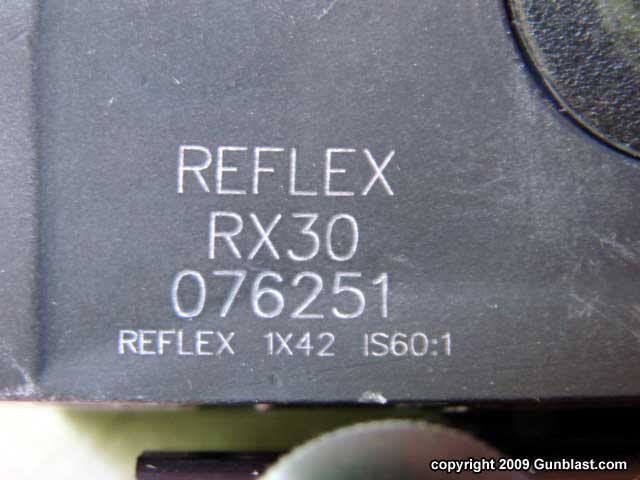 REFLEX
RX30
076251
REFLEX 1X42 IS60:1
copyright 2009 Gunblast.com